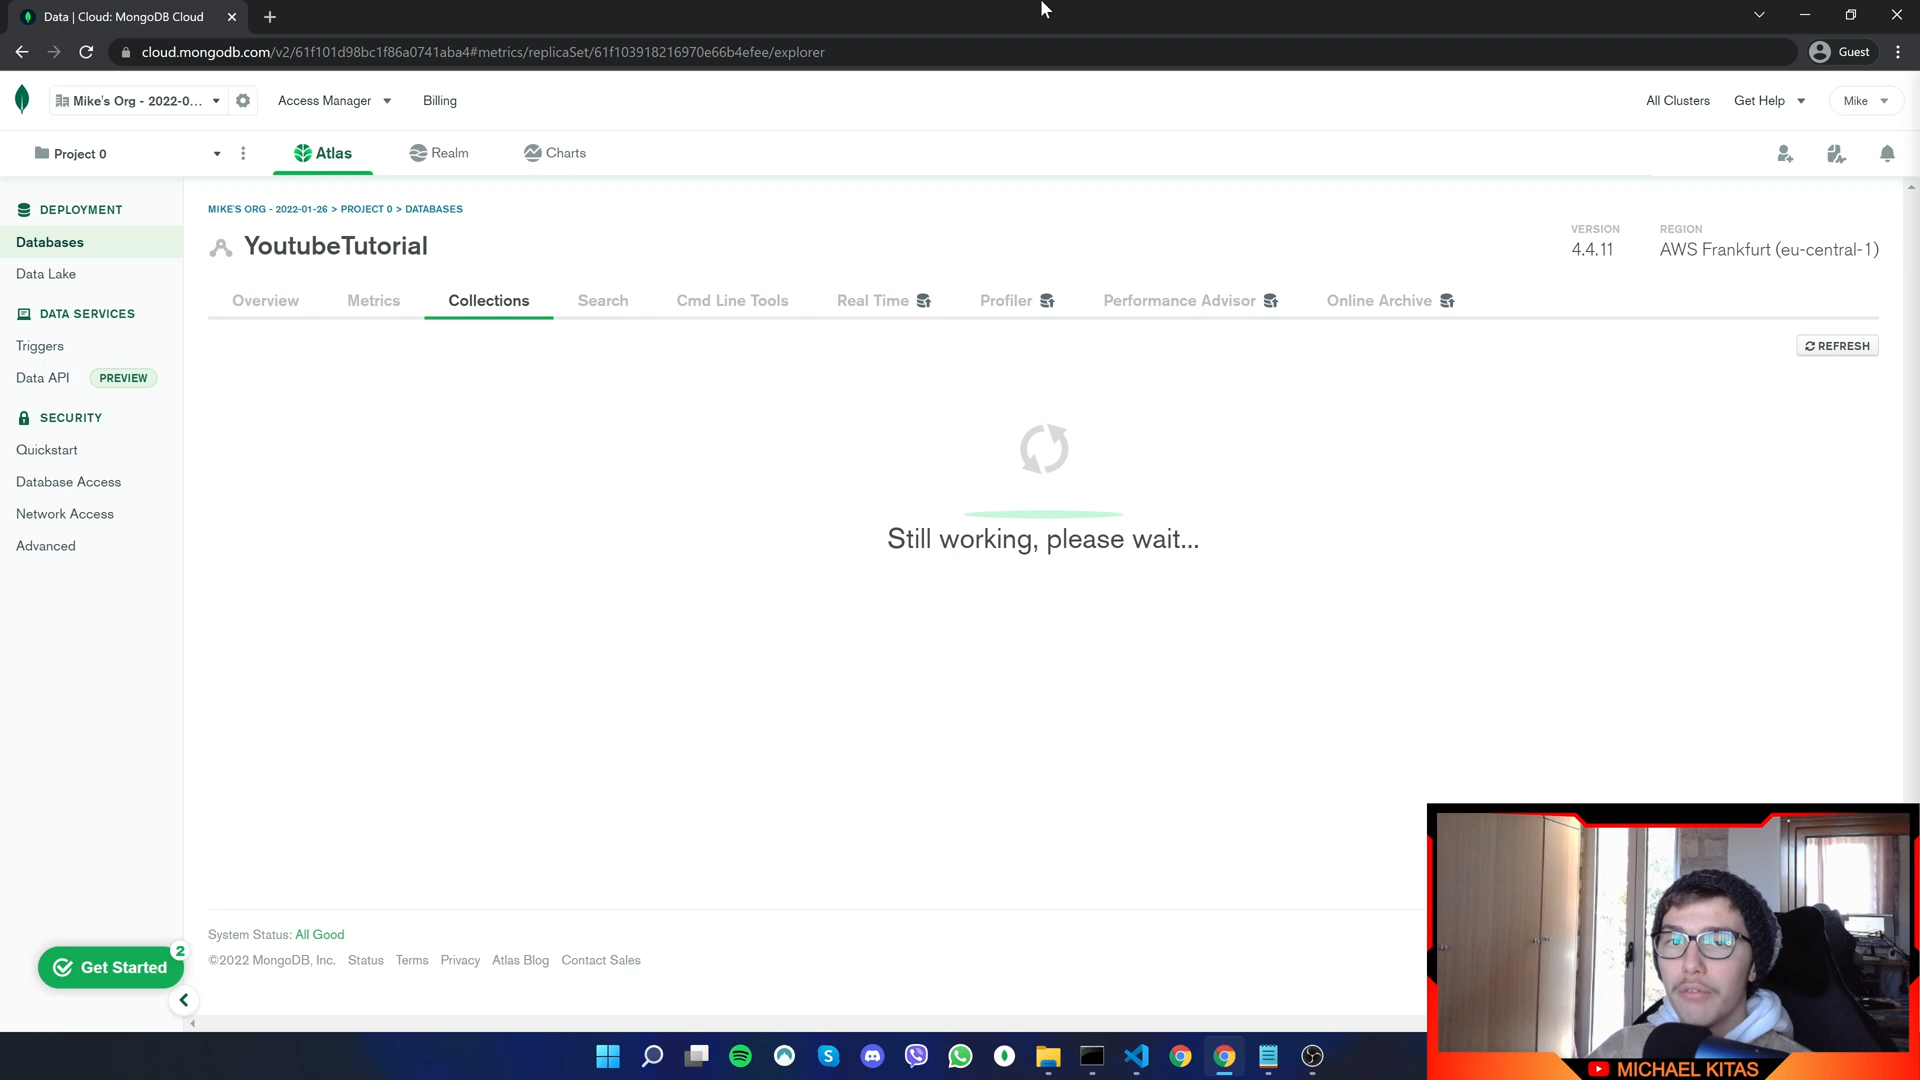 Data | Cloud: MongoDB Cloud
cloud.mongodb.com/v2/61f101d98bc1f86a0741aba4#metrics/replicaSet/61f103918216970e66b4efee/explorer
Guest
Mike's Org - 2022-0...
Access Manager
Billing
All Clusters
Get Help
Mike
Project 0
Atlas
Realm
Charts
DEPLOYMENT
Databases
Data Lake
DATA SERVICES
Triggers
Data API
PREVIEW
SECURITY
Quickstart
Database Access
Network Access
Advanced
MIKE'S ORG - 2022-01-26 > PROJECT 0 > DATABASES
YoutubeTutorial
VERSION
4.4.11
REGION
AWS Frankfurt (eu-central-1)
Overview
Metrics
Collections
Search
Cmd Line Tools
Real Time
Profiler
Performance Advisor
Online Archive
REFRESH
Still working, please wait...
System Status: All Good
©2022 MongoDB, Inc. Status Terms Privacy Atlas Blog Contact Sales
Get Started
2
MICHAEL KITAS